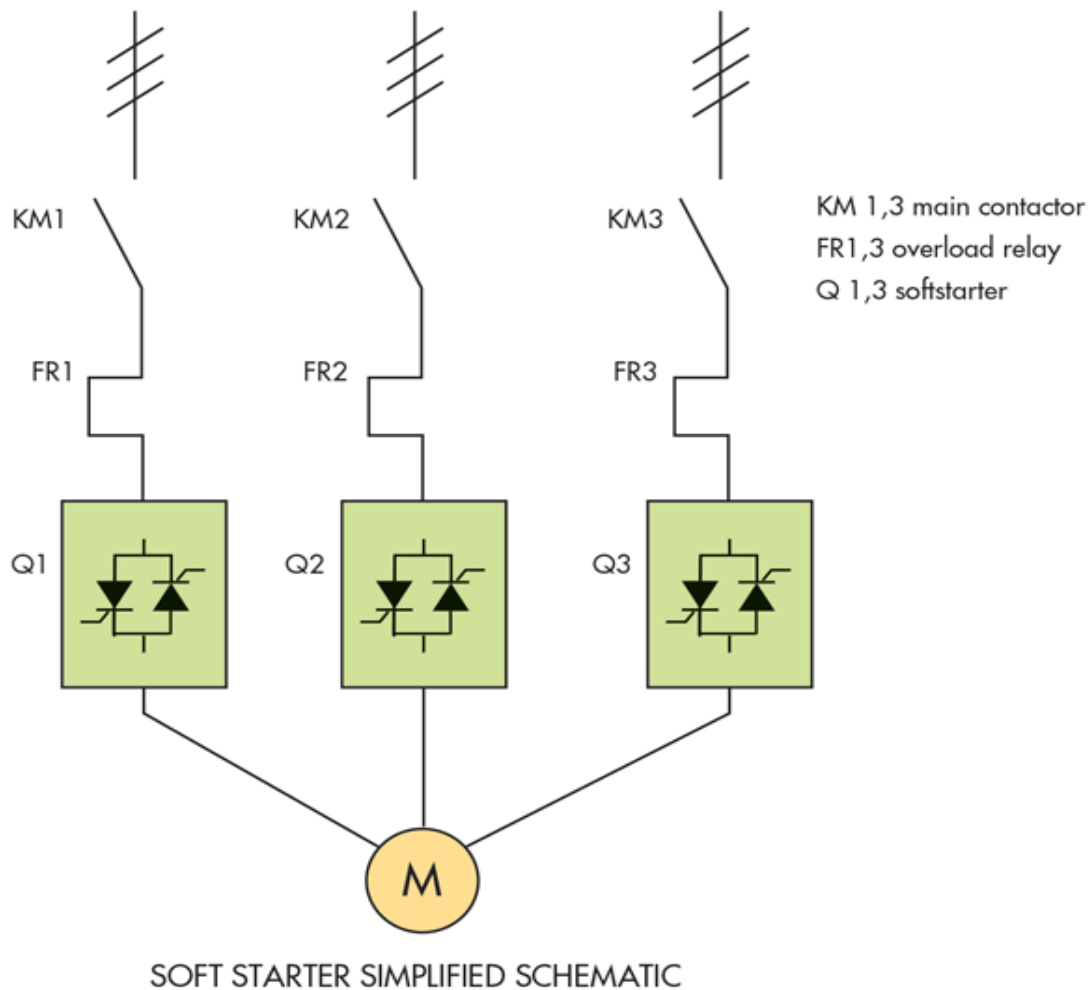 KM1
KM2
KM3
KM 1,3 main contactor
FR1,3 overload relay
Q 1,3 softstarter
FR1
FR2
FR3
Q1
Q2
Q3
M
SOFT STARTER SIMPLIFIED SCHEMATIC